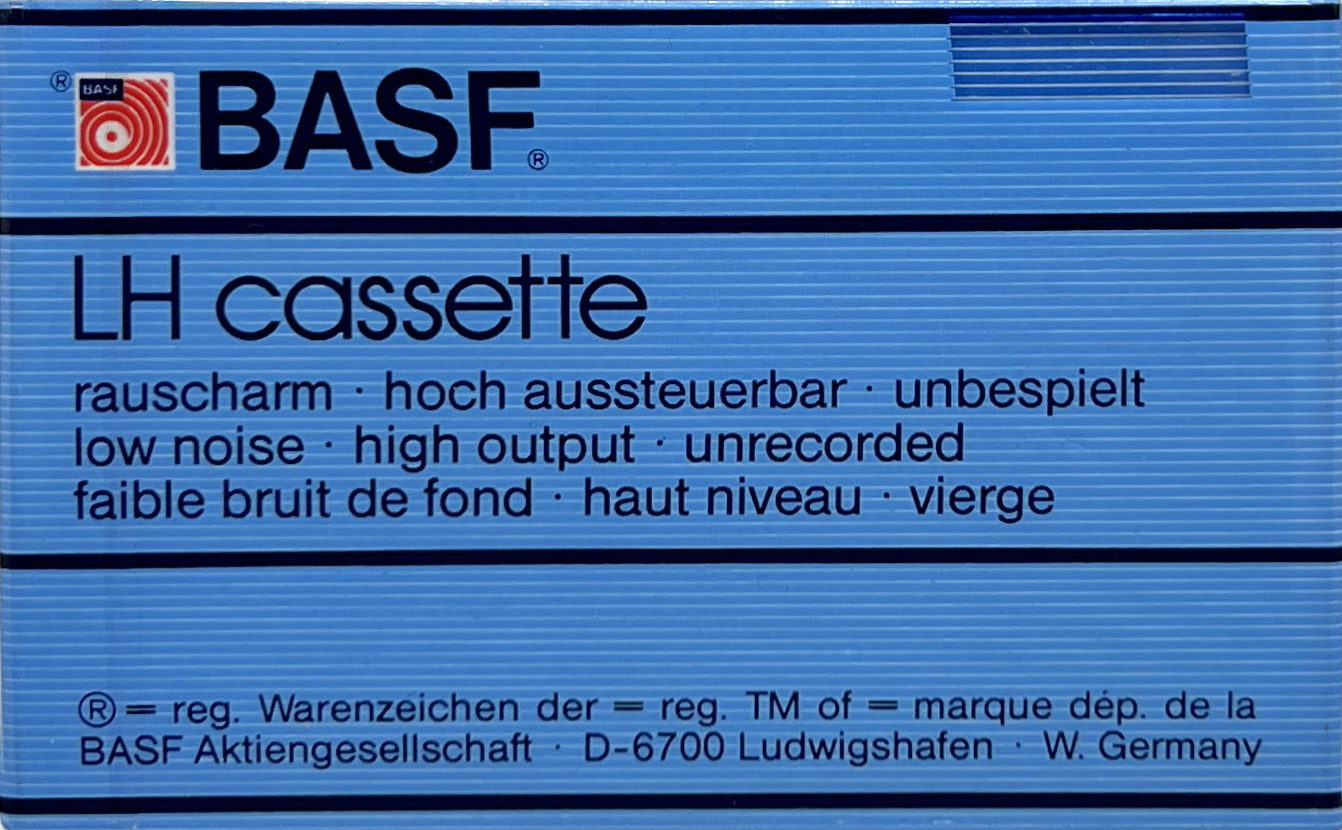 ® BASF BASF®
LH cassette
rauscharm · hoch aussteuerbar · unbespielt
low noise · high output · unrecorded
faible bruit de fond · haut niveau · vierge
® = reg. Warenzeichen der = reg. TM of = marque dép. de la
BASF Aktiengesellschaft · D-6700 Ludwigshafen · W. Germany